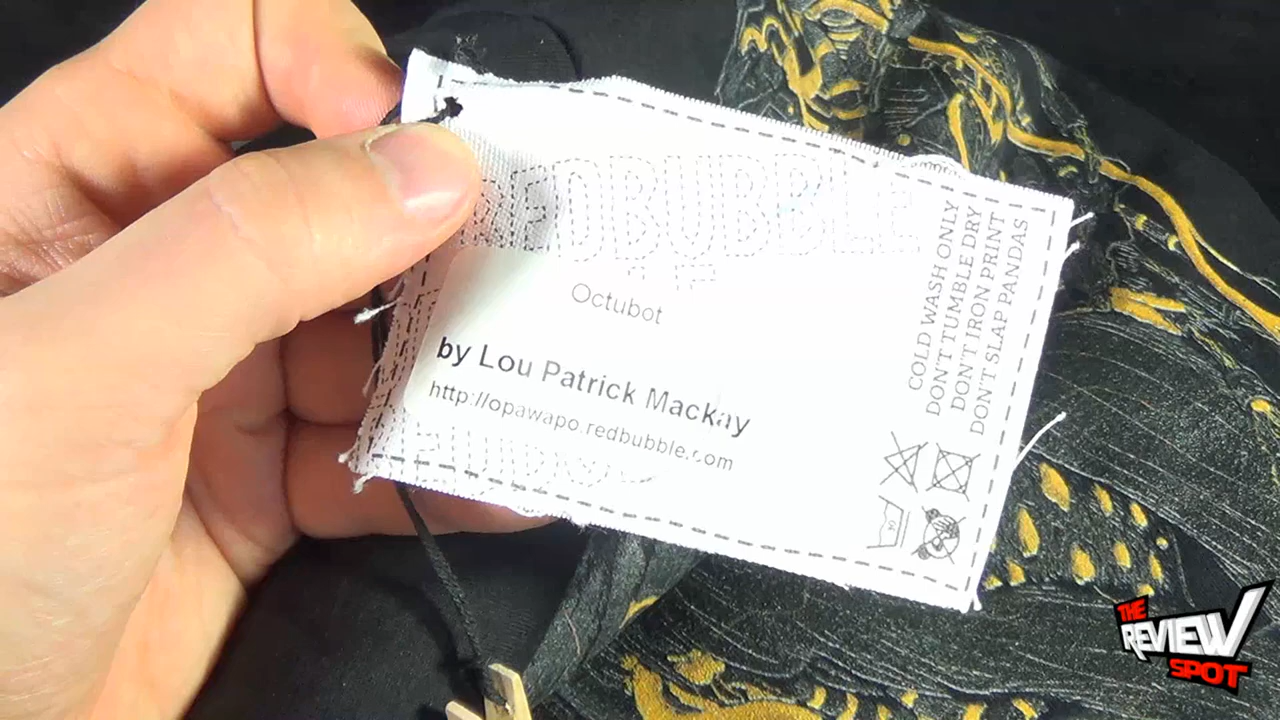 REDBUBBLE
Octubot
by Lou Patrick Mackay
http://opawapo.redbubble.com
COLD WASH ONLY
DON'T TUMBLE DRY
DON'T IRON PRINT
DON'T SLAP PANDAS
THE
REVIEW
SPOT